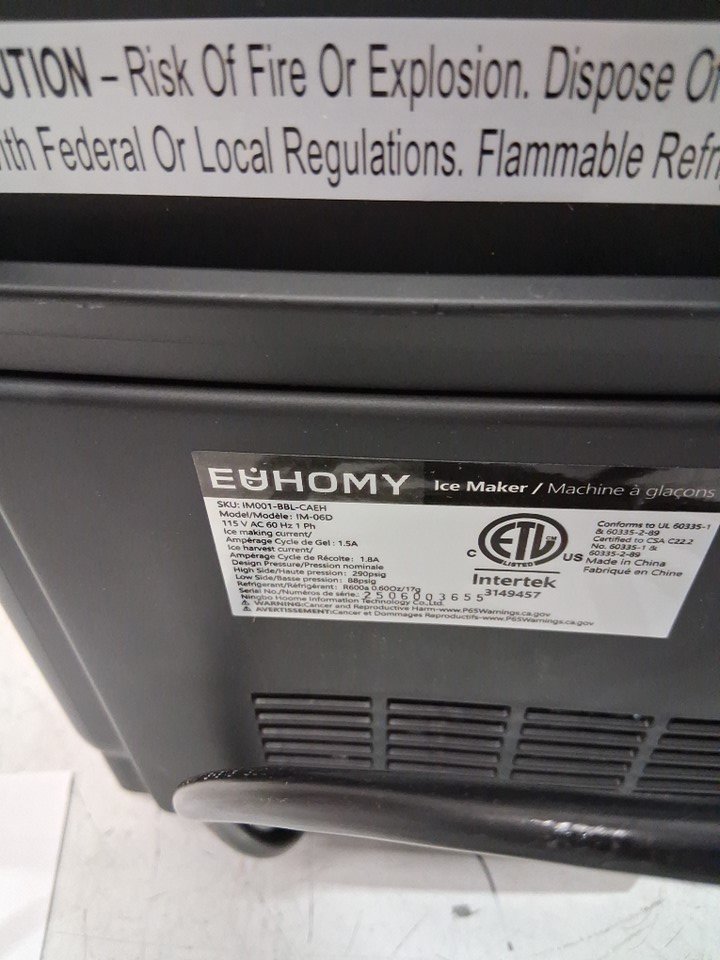 UTION – Risk Of Fire Or Explosion. Dispose Of
ith Federal Or Local Regulations. Flammable Refri
EUHOMY Ice Maker / Machine à glaçons
SKU: IM001-BBL-CAEH
Model/Modèle: IM-06D
115 V AC 60 Hz 1 Ph
Ice making current/
Ampérage Cycle de Gel : 1.5A
Ice harvest current/
Ampérage Cycle de Récolte : 1.8A
Design Pressure/Pression nominale
High Side/Haute pression: 290psig
Low Side/Basse pression: 88psig
Refrigerant/Réfrigérant: R600a 0.60Oz/17g
Serial No./Numéros de série.: 2506003655
Ningbo Hoome Information Technology Co.,Ltd.
⚠ WARNING:Cancer and Reproductive Harm-www.P65Warnings.ca.gov
⚠ AVERTISSEMENT:Cancer et Dommages Reproductifs-www.P65Warnings.ca.gov
C ETL US
LISTED
CM
Intertek
3149457
Conforms to UL 60335-1
& 60335-2-89
Certified to CSA C22.2
No. 60335-1 &
60335-2-89
Made in China
Fabriqué en Chine